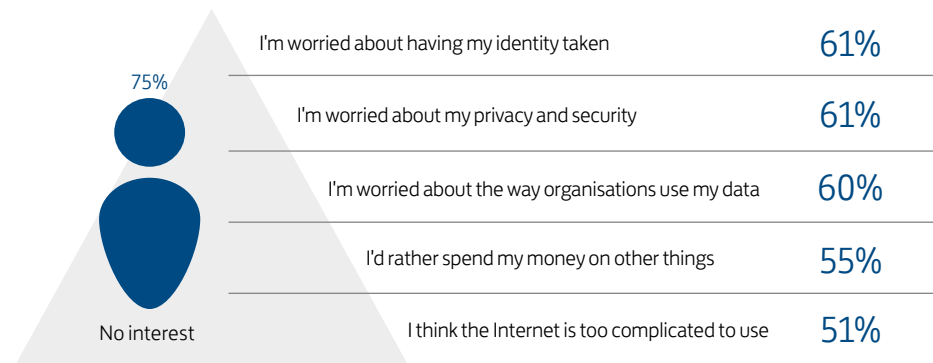 I'm worried about having my identity taken 61%
75%
I'm worried about my privacy and security 61%
I'm worried about the way organisations use my data 60%
I'd rather spend my money on other things 55%
No interest
I think the Internet is too complicated to use 51%